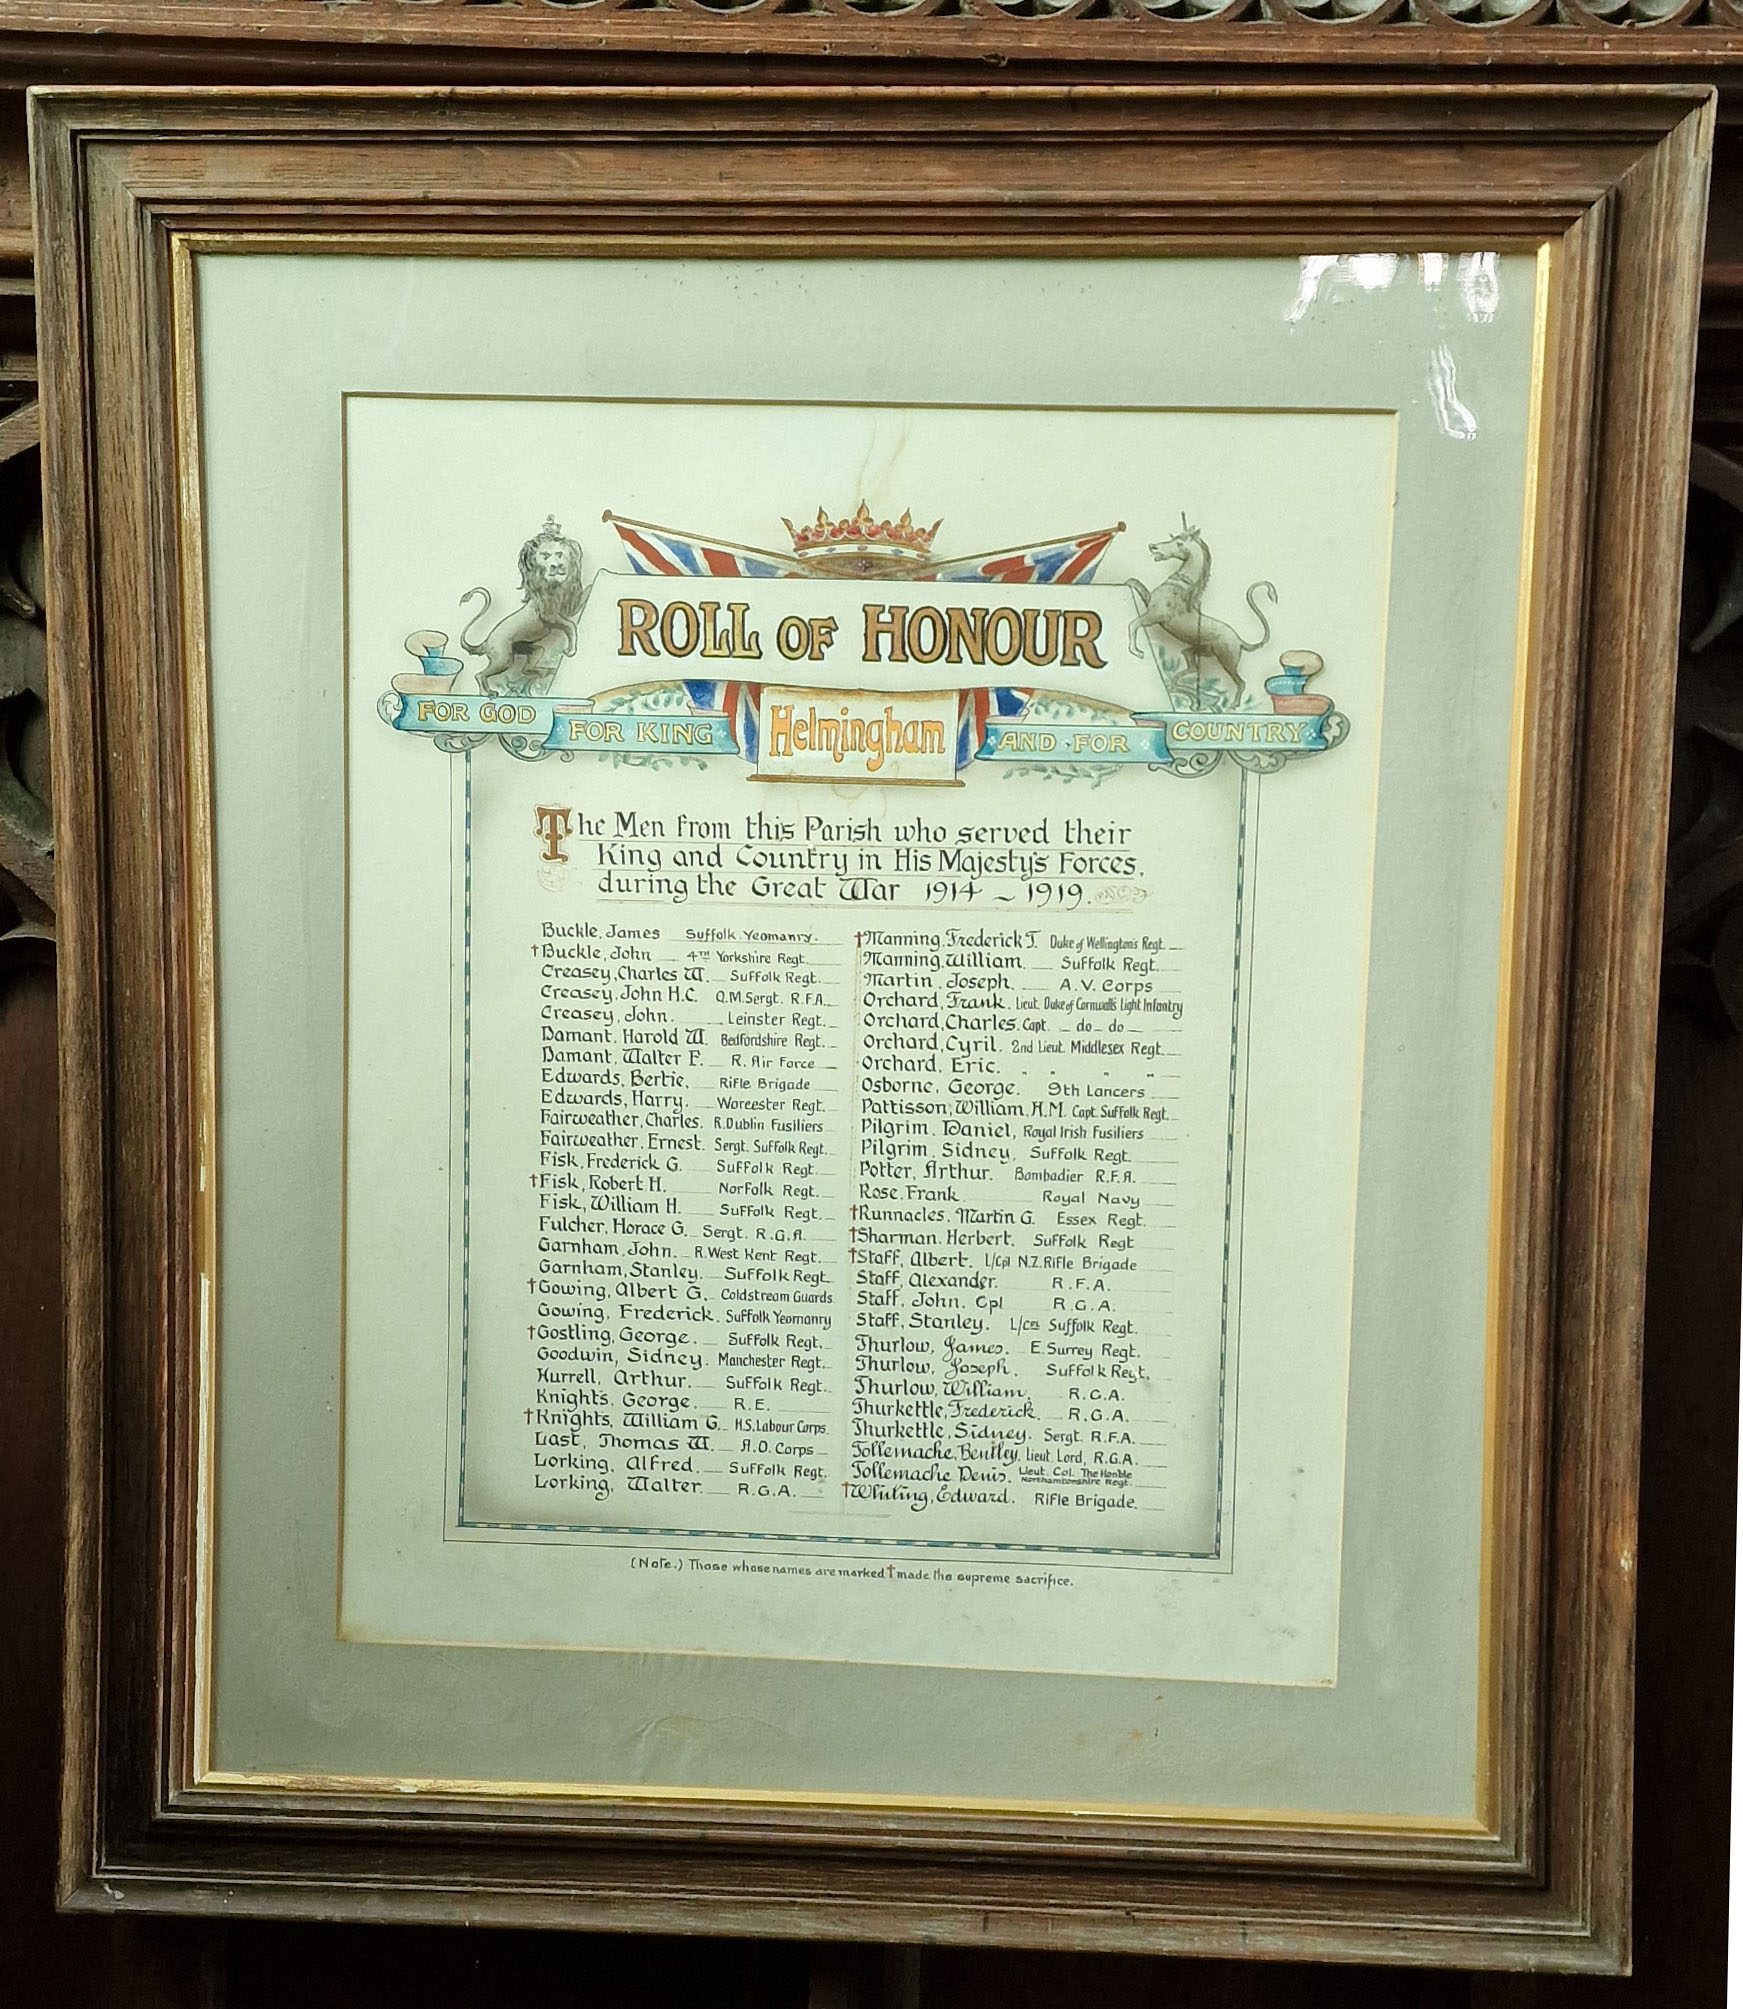 ROLL OF HONOUR
FOR GOD FOR KING Helmingham AND FOR COUNTRY
The Men from this Parish who served their
King and Country in His Majesty's Forces,
during the Great War 1914 ~ 1919.
Buckle, James Suffolk Yeomanry.
†Buckle, John 4TH Yorkshire Regt.
Creasey, Charles W. Suffolk Regt.
Creasey, John H.C. Q.M.Sergt. R.F.A.
Creasey, John. Leinster Regt.
Damant, Harold W. Bedfordshire Regt.
Damant, Walter F. R. Air Force
Edwards, Bertie, Rifle Brigade
Edwards, Harry. Worcester Regt.
Fairweather, Charles. R. Dublin Fusiliers
Fairweather, Ernest. Sergt. Suffolk Regt.
Fisk, Frederick G. Suffolk Regt.
†Fisk, Robert H. Norfolk Regt.
Fisk, William H. Suffolk Regt.
Fulcher, Horace G. Sergt. R.G.A.
Garnham, John. R. West Kent Regt.
Garnham, Stanley. Suffolk Regt.
†Gowing, Albert G. Coldstream Guards
Gowing, Frederick. Suffolk Yeomanry
†Gostling, George. Suffolk Regt.
Goodwin, Sidney. Manchester Regt.
Hurrell, Arthur. Suffolk Regt.
Knights, George. R.E.
†Knights, William G. H.S. Labour Corps
Last, Thomas W. A.O. Corps
Lorking, Alfred. Suffolk Regt.
Lorking, Walter. R.G.A.
†Manning, Frederick J. Duke of Wellington's Regt.
Manning, William. Suffolk Regt.
Martin, Joseph. A.V. Corps
Orchard, Frank. Lieut. Duke of Cornwall's Light Infantry
Orchard, Charles. Capt. do do
Orchard, Cyril. 2nd Lieut. Middlesex Regt.
Orchard, Eric. " " " "
Osborne, George. 9th Lancers
Pattisson, William, H.M. Capt. Suffolk Regt.
Pilgrim, Daniel, Royal Irish Fusiliers
Pilgrim, Sidney, Suffolk Regt.
Potter, Arthur. Bombadier R.F.A.
Rose, Frank Royal Navy
†Runnacles, Martin G. Essex Regt.
†Sharman, Herbert. Suffolk Regt
†Staff, Albert. L/Cpl N.Z. Rifle Brigade
Staff, Alexander. R.F.A.
Staff, John. Cpl R.G.A.
Staff, Stanley. Suffolk Regt.
Thurlow, James. E. Surrey Regt.
Thurlow, Joseph. Suffolk Regt.
Thurlow, William. R.G.A.
Thurkettle, Frederick. R.G.A.
Thurkettle, Sidney. Sergt. R.F.A.
Tollemache, Bentley, Lieut. Lord, R.G.A.
Tollemache Denis. Lieut. Col. The Honble Northamtonshire Regt.
†Whiting, Edward. Rifle Brigade.
(Note.) Those whose names are marked † made the supreme sacrifice.